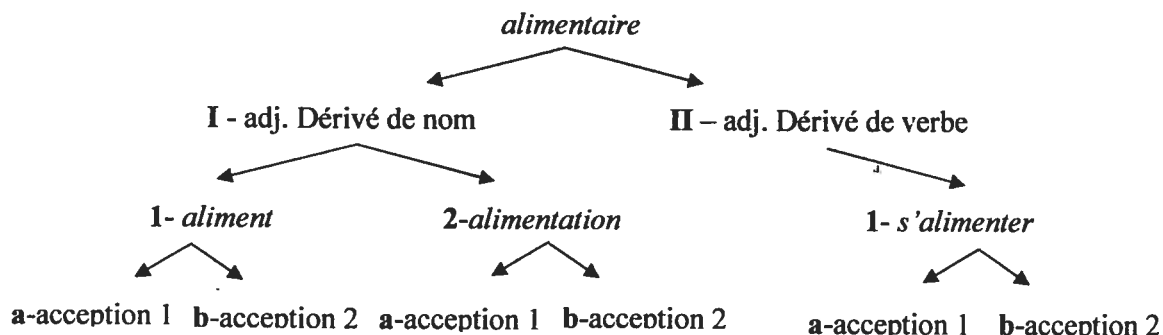 alimentaire
I - adj. Dérivé de nom II – adj. Dérivé de verbe
1- aliment 2-alimentation 1- s'alimenter
a-acception 1 b-acception 2 a-acception 1 b-acception 2 a-acception 1 b-acception 2